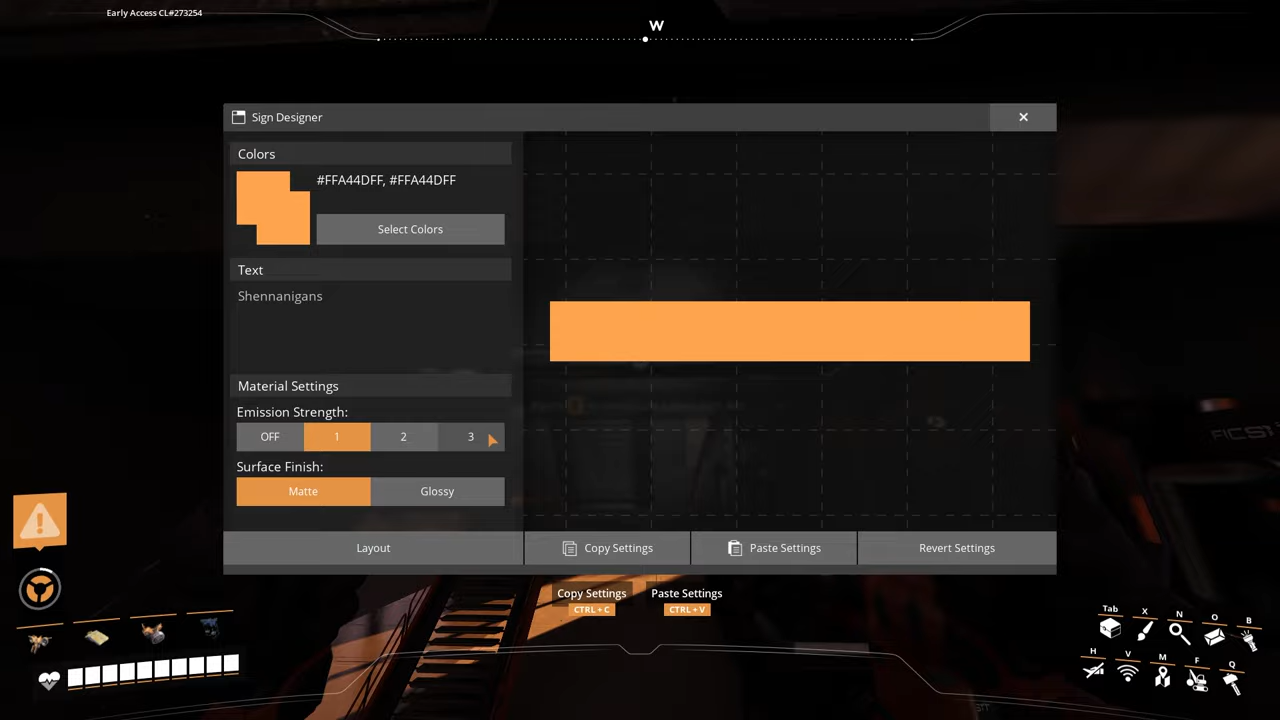 Early Access CL#273254
W
Sign Designer
Colors
#FFA44DFF, #FFA44DFF
Select Colors
Text
Shennanigans
Material Settings
Emission Strength:
OFF 1 2 3
Surface Finish:
Matte Glossy
Layout Copy Settings Paste Settings Revert Settings
Copy Settings Paste Settings
CTRL + C CTRL + V
Tab X N O B
H V M F Q
FICS